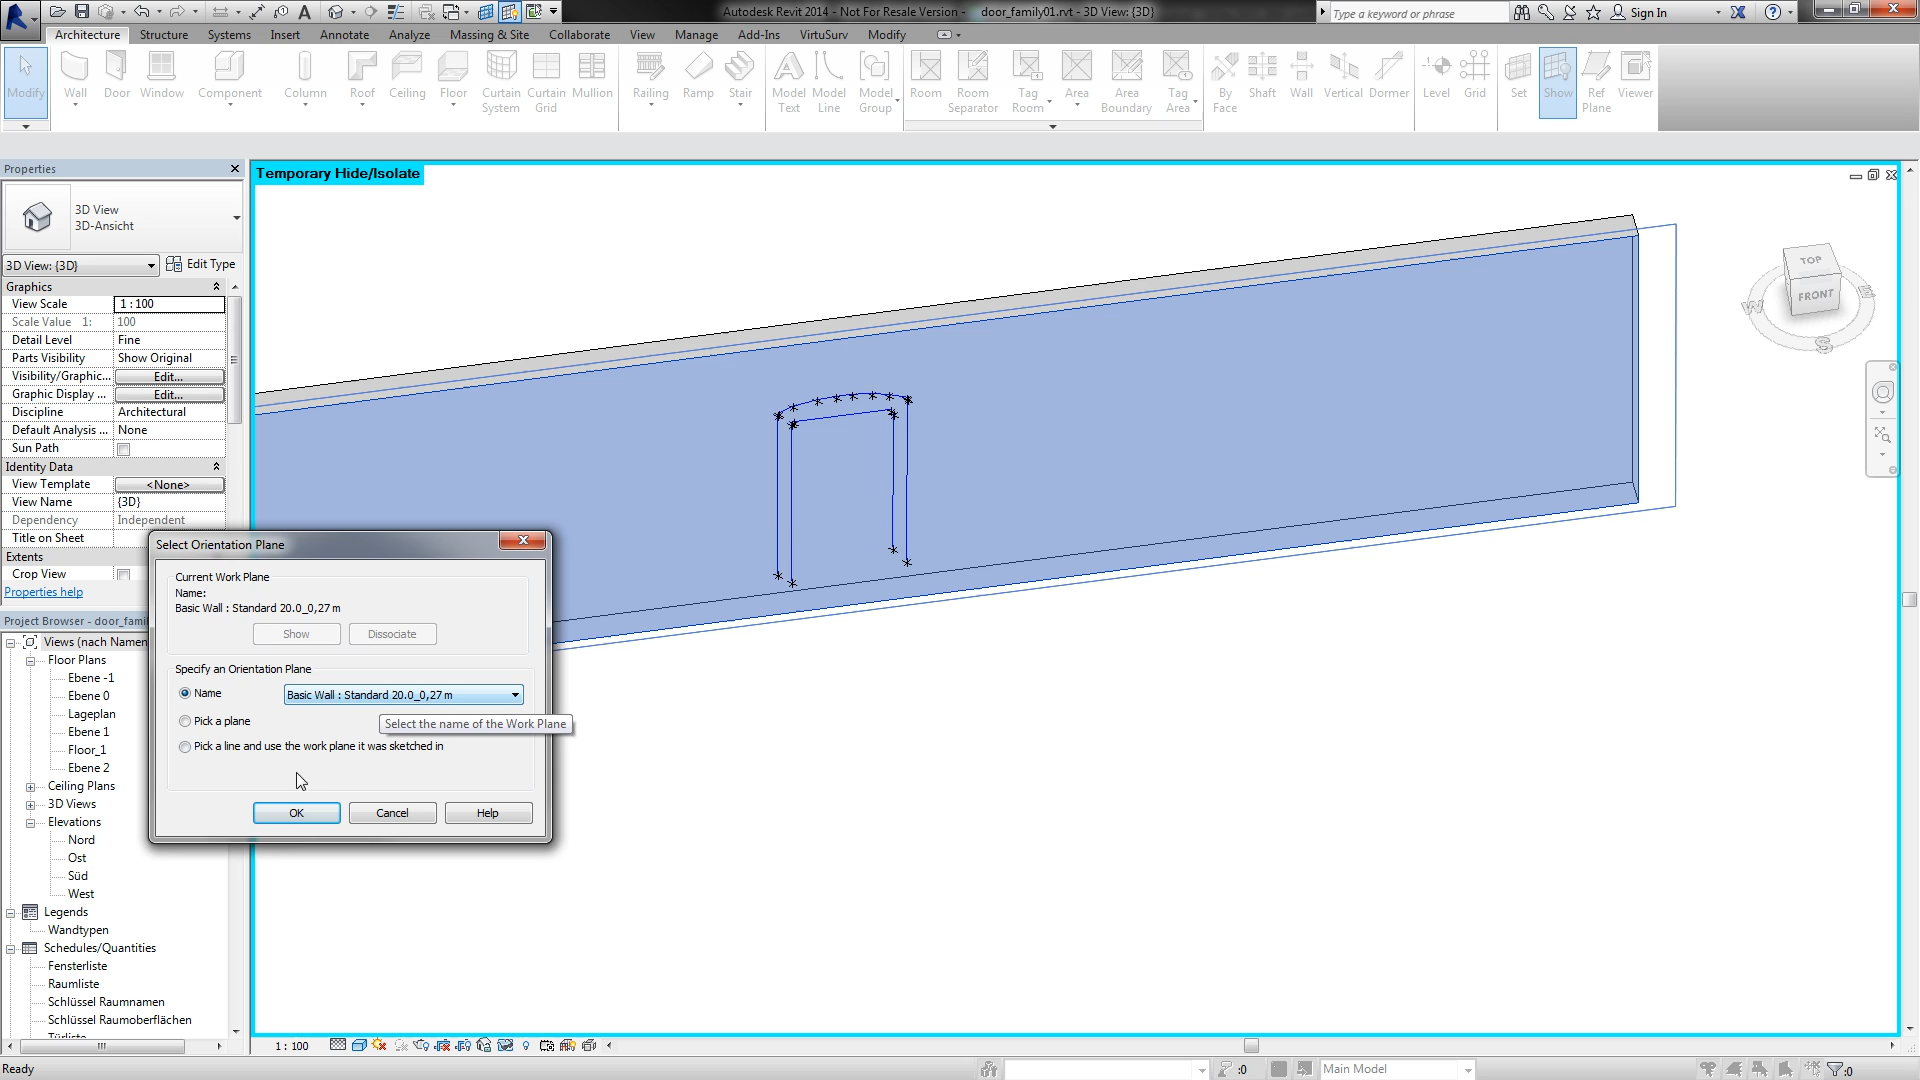 Autodesk Revit 2014 - Not For Resale Version - door_family01.rvt - 3D View: {3D}
Type a keyword or phrase
Sign In
Architecture Structure Systems Insert Annotate Analyze Massing & Site Collaborate View Manage Add-Ins VirtuSurv Modify
Modify Wall Door Window Component Column Roof Ceiling Floor Curtain System Curtain Grid Mullion Railing Ramp Stair Model Text Model Line Model Group Room Room Separator Tag Room Area Area Boundary Tag Area By Face Shaft Wall Vertical Dormer Level Grid Set Show Ref Plane Viewer
Properties
3D View
3D-Ansicht
3D View: {3D} Edit Type
Graphics
View Scale 1 : 100
Scale Value 1: 100
Detail Level Fine
Parts Visibility Show Original
Visibility/Graphic... Edit...
Graphic Display ... Edit...
Discipline Architectural
Default Analysis ... None
Sun Path
Identity Data
View Template <None>
View Name {3D}
Dependency Independent
Title on Sheet
Extents
Crop View
Properties help
Project Browser - door_famil
Views (nach Namen
Floor Plans
Ebene -1
Ebene 0
Lageplan
Ebene 1
Floor_1
Ebene 2
Ceiling Plans
3D Views
Elevations
Nord
Ost
Süd
West
Legends
Wandtypen
Schedules/Quantities
Fensterliste
Raumliste
Schlüssel Raumnamen
Schlüssel Raumoberflächen
Türliste
Temporary Hide/Isolate
TOP
FRONT
W
S
E
Select Orientation Plane
Current Work Plane
Name:
Basic Wall : Standard 20.0_0,27 m
Show Dissociate
Specify an Orientation Plane
Name Basic Wall : Standard 20.0_0,27 m
Pick a plane
Select the name of the Work Plane
Pick a line and use the work plane it was sketched in
OK Cancel Help
1 : 100
Ready
:0
Main Model
:0